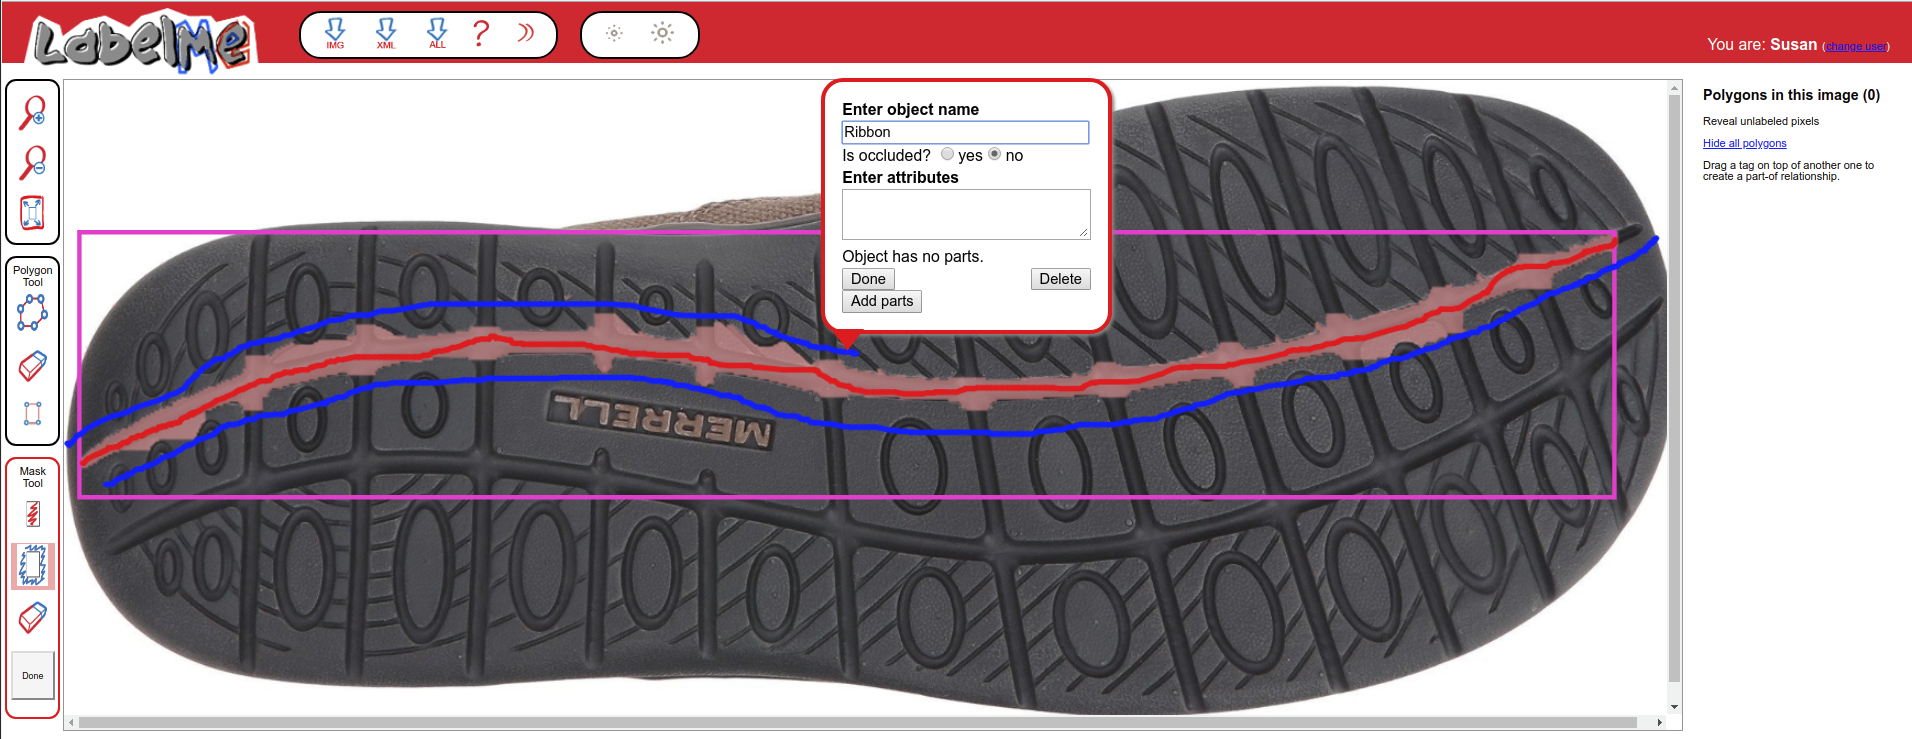 LabelMe
IMG
XML
ALL
?
You are: Susan (change user)
Polygon
Tool
Mask
Tool
Done
Enter object name
Ribbon
Is occluded? yes no
Enter attributes
Object has no parts.
Done
Delete
Add parts
MERRELL
Polygons in this image (0)
Reveal unlabeled pixels
Hide all polygons
Drag a tag on top of another one to
create a part-of relationship.